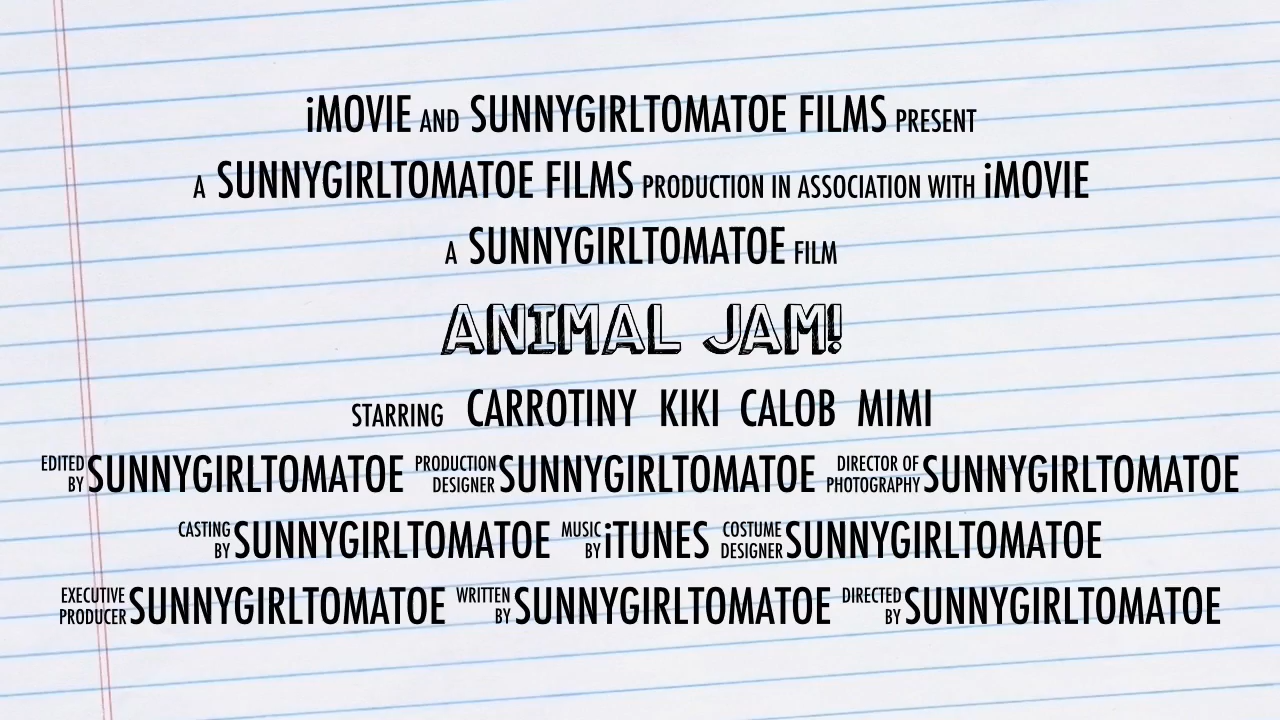 iMOVIE AND SUNNYGIRLTOMATOE FILMS PRESENT
A SUNNYGIRLTOMATOE FILMS PRODUCTION IN ASSOCIATION WITH iMOVIE
A SUNNYGIRLTOMATOE FILM
ANIMAL JAM!
STARRING CARROTINY KIKI CALOB MIMI
EDITED BY SUNNYGIRLTOMATOE PRODUCTION DESIGNER SUNNYGIRLTOMATOE DIRECTOR OF PHOTOGRAPHY SUNNYGIRLTOMATOE
CASTING BY SUNNYGIRLTOMATOE MUSIC BY iTUNES COSTUME DESIGNER SUNNYGIRLTOMATOE
EXECUTIVE PRODUCER SUNNYGIRLTOMATOE WRITTEN BY SUNNYGIRLTOMATOE DIRECTED BY SUNNYGIRLTOMATOE